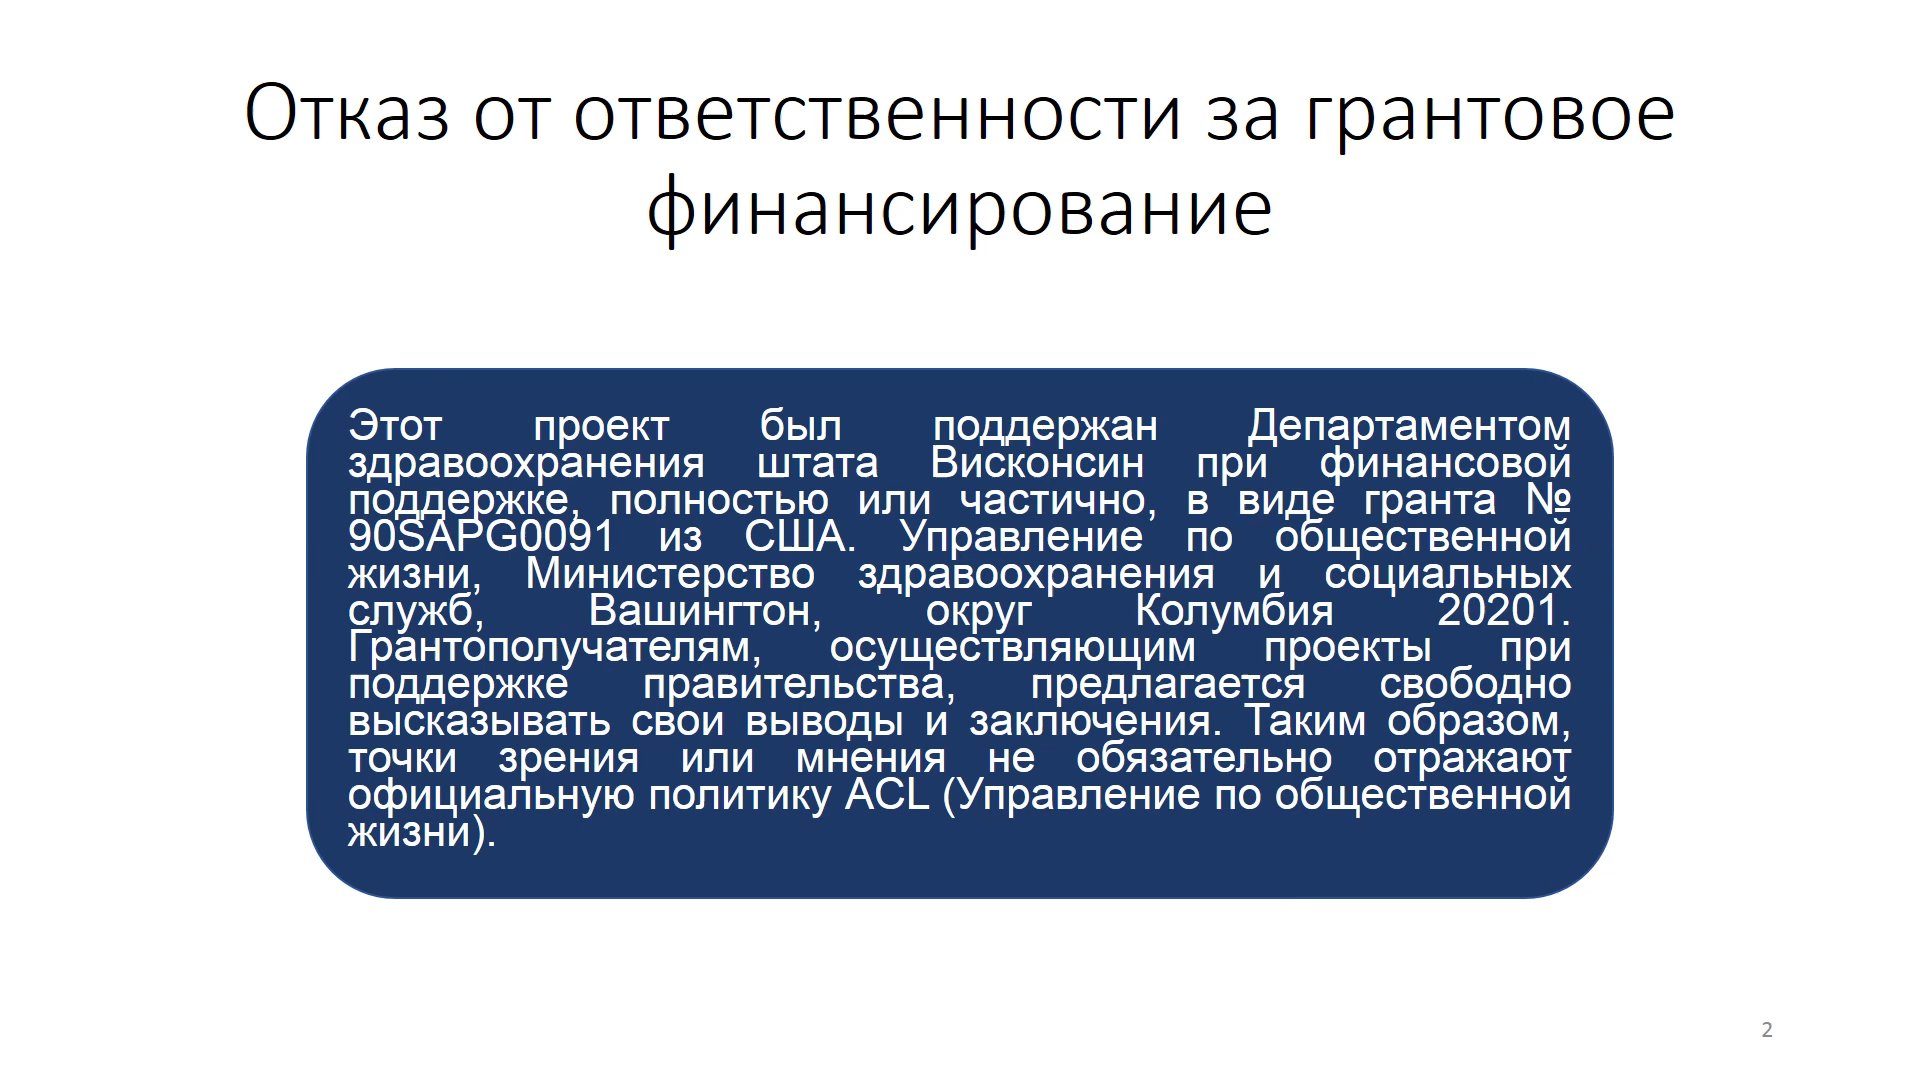 Отказ от ответственности за грантовое
финансирование
Этот проект был поддержан Департаментом
здравоохранения штата Висконсин при финансовой
поддержке, полностью или частично, в виде гранта №
90SAPG0091 из США. Управление по общественной
жизни, Министерство здравоохранения и социальных
служб, Вашингтон, округ Колумбия 20201.
Грантополучателям, осуществляющим проекты при
поддержке правительства, предлагается свободно
высказывать свои выводы и заключения. Таким образом,
точки зрения или мнения не обязательно отражают
официальную политику ACL (Управление по общественной
жизни).
2